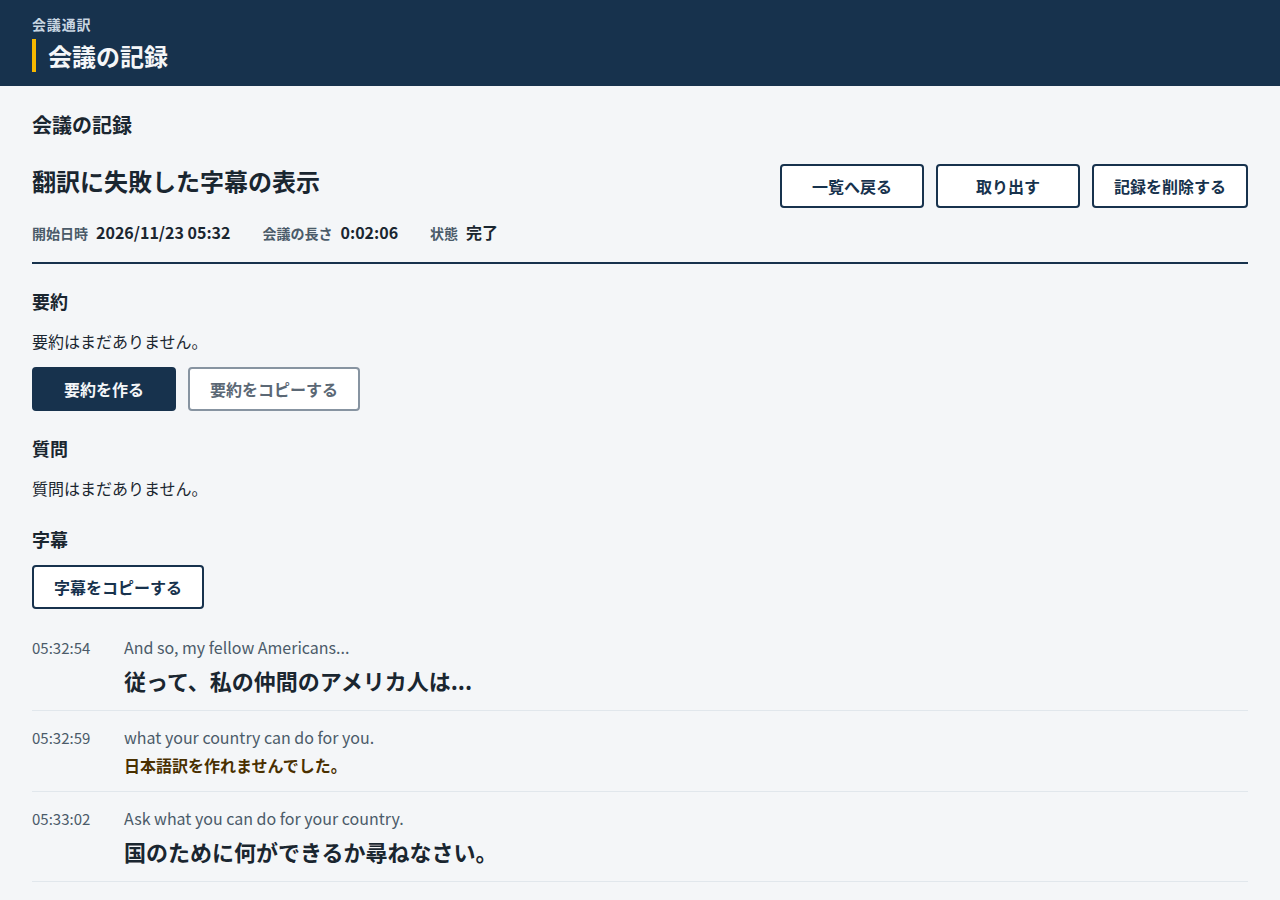 会議通訳
会議の記録
会議の記録
翻訳に失敗した字幕の表示
一覧へ戻る 取り出す 記録を削除する
開始日時 2026/11/23 05:32 会議の長さ 0:02:06 状態 完了
要約
要約はまだありません。
要約を作る 要約をコピーする
質問
質問はまだありません。
字幕
字幕をコピーする
05:32:54 And so, my fellow Americans...
従って、私の仲間のアメリカ人は...
05:32:59 what your country can do for you.
日本語訳を作れませんでした。
05:33:02 Ask what you can do for your country.
国のために何ができるか尋ねなさい。